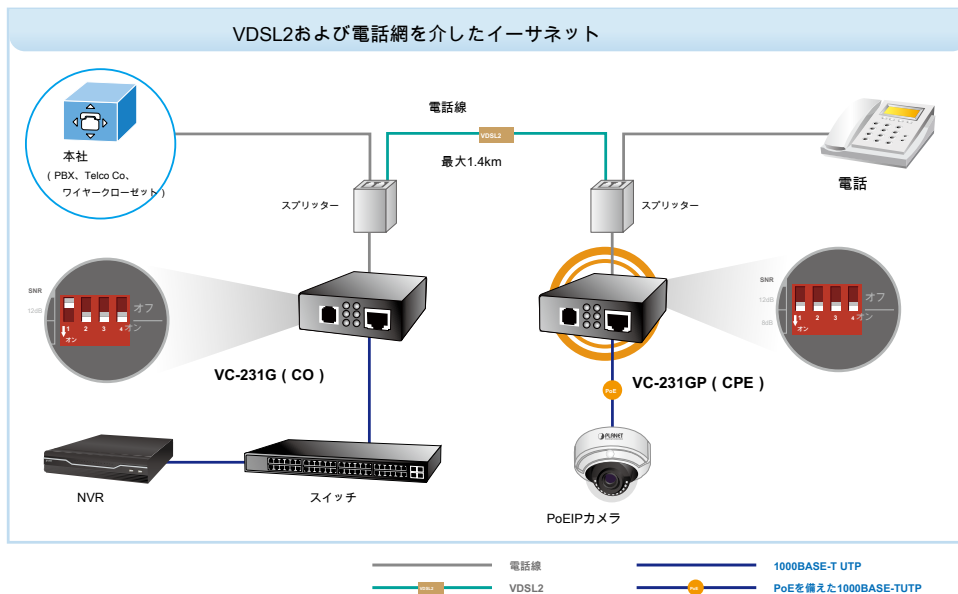 VDSL2および電話網を介したイーサネット
電話線
VDSL2
最大1.4km
本社
( PBX、Telco Co、
ワイヤークローゼット )
スプリッター
スプリッター
電話
SNR
12dB
オフ
オン
1 2 3 4
オン
VC-231G ( CO )
SNR
12dB
8dB
オフ
オン
1 2 3 4
オン
VC-231GP ( CPE )
PoE
PLANET
NVR
スイッチ
PoEIPカメラ
電話線
1000BASE-T UTP
VDSL2
VDSL2
PoE
PoEを備えた1000BASE-TUTP